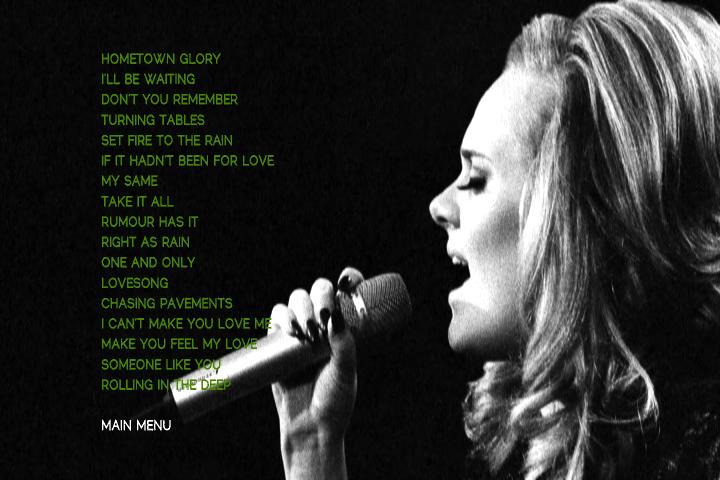 HOMETOWN GLORY
I'LL BE WAITING
DON'T YOU REMEMBER
TURNING TABLES
SET FIRE TO THE RAIN
IF IT HADN'T BEEN FOR LOVE
MY SAME
TAKE IT ALL
RUMOUR HAS IT
RIGHT AS RAIN
ONE AND ONLY
LOVESONG
CHASING PAVEMENTS
I CAN'T MAKE YOU LOVE ME
MAKE YOU FEEL MY LOVE
SOMEONE LIKE YOU
ROLLING IN THE DEEP
MAIN MENU